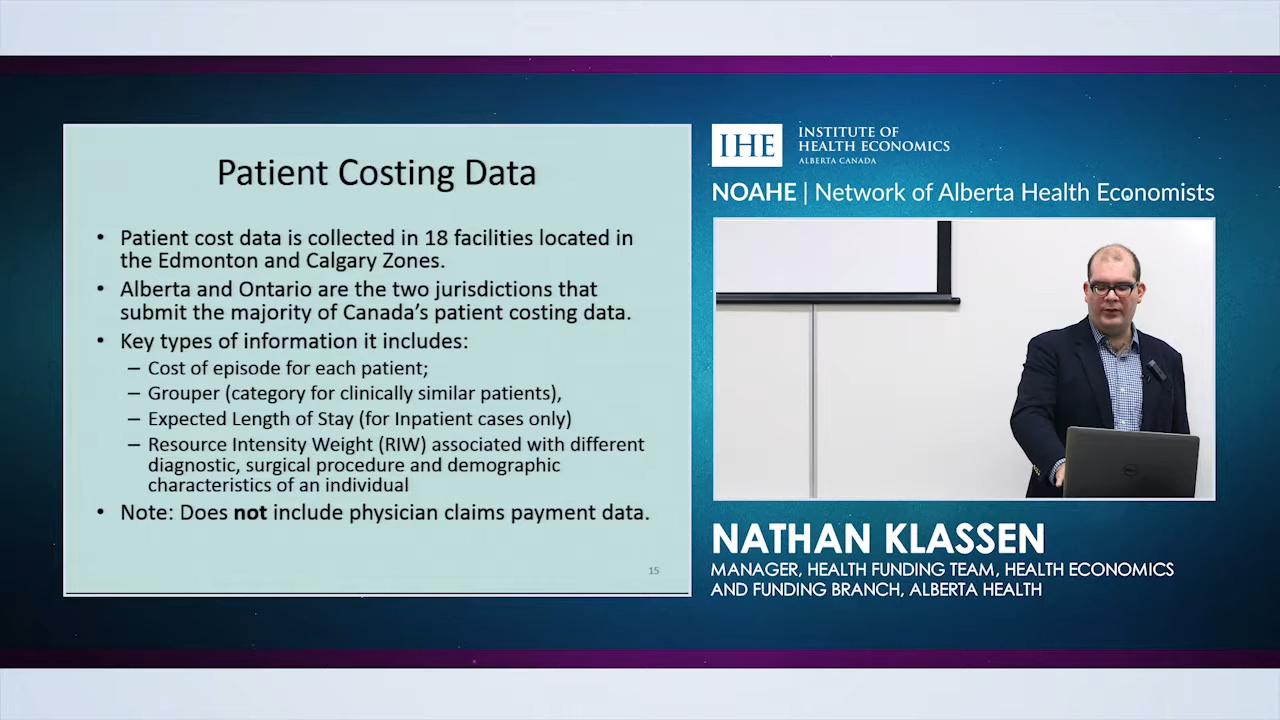 Patient Costing Data
• Patient cost data is collected in 18 facilities located in
the Edmonton and Calgary Zones.
• Alberta and Ontario are the two jurisdictions that
submit the majority of Canada's patient costing data.
• Key types of information it includes:
– Cost of episode for each patient;
– Grouper (category for clinically similar patients),
– Expected Length of Stay (for Inpatient cases only)
– Resource Intensity Weight (RIW) associated with different
diagnostic, surgical procedure and demographic
characteristics of an individual
• Note: Does not include physician claims payment data.
15
IHE
INSTITUTE OF
HEALTH ECONOMICS
ALBERTA CANADA
NOAHE | Network of Alberta Health Economists
DELL
NATHAN KLASSEN
MANAGER, HEALTH FUNDING TEAM, HEALTH ECONOMICS
AND FUNDING BRANCH, ALBERTA HEALTH